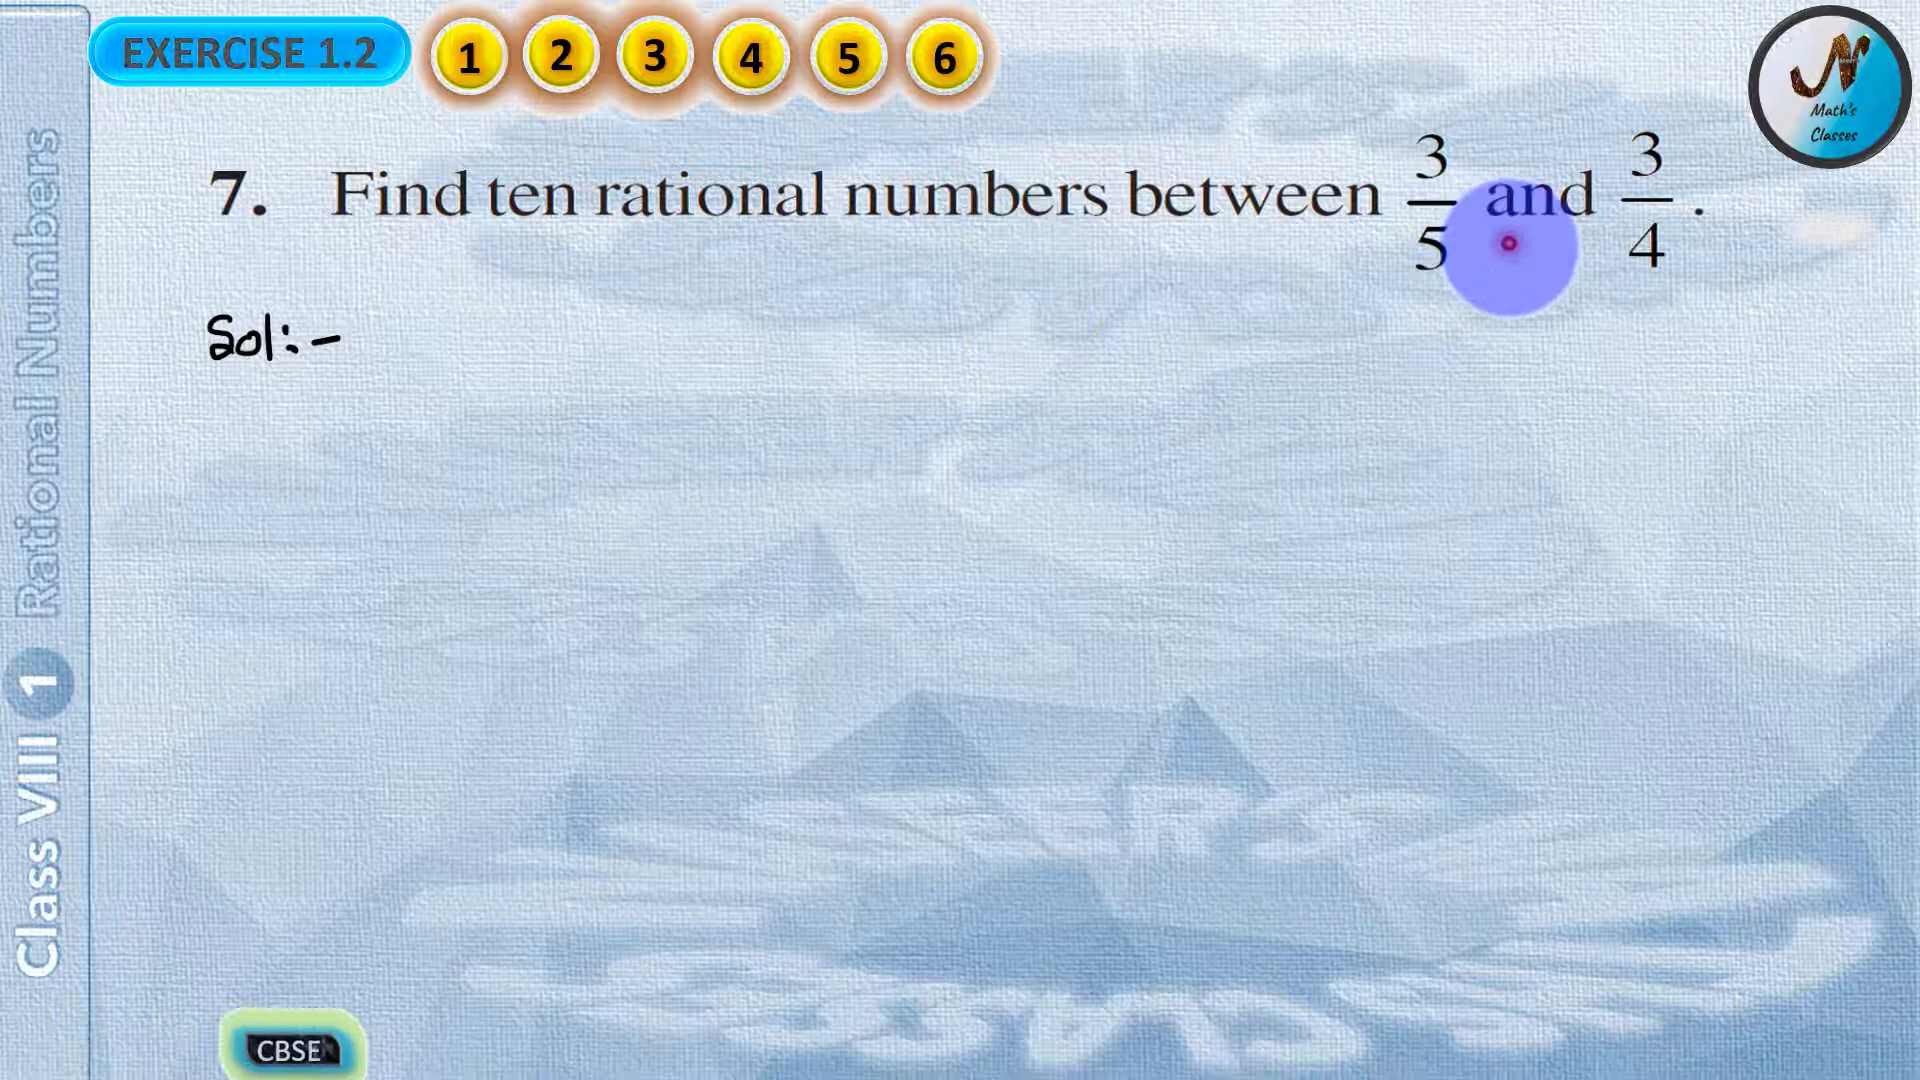 EXERCISE 1.2 1 2 3 4 5 6
N
Math's
Classes
7. Find ten rational numbers between 3/5 and 3/4 .
Sol:-
Class VIII 1 Rational Numbers
CBSE